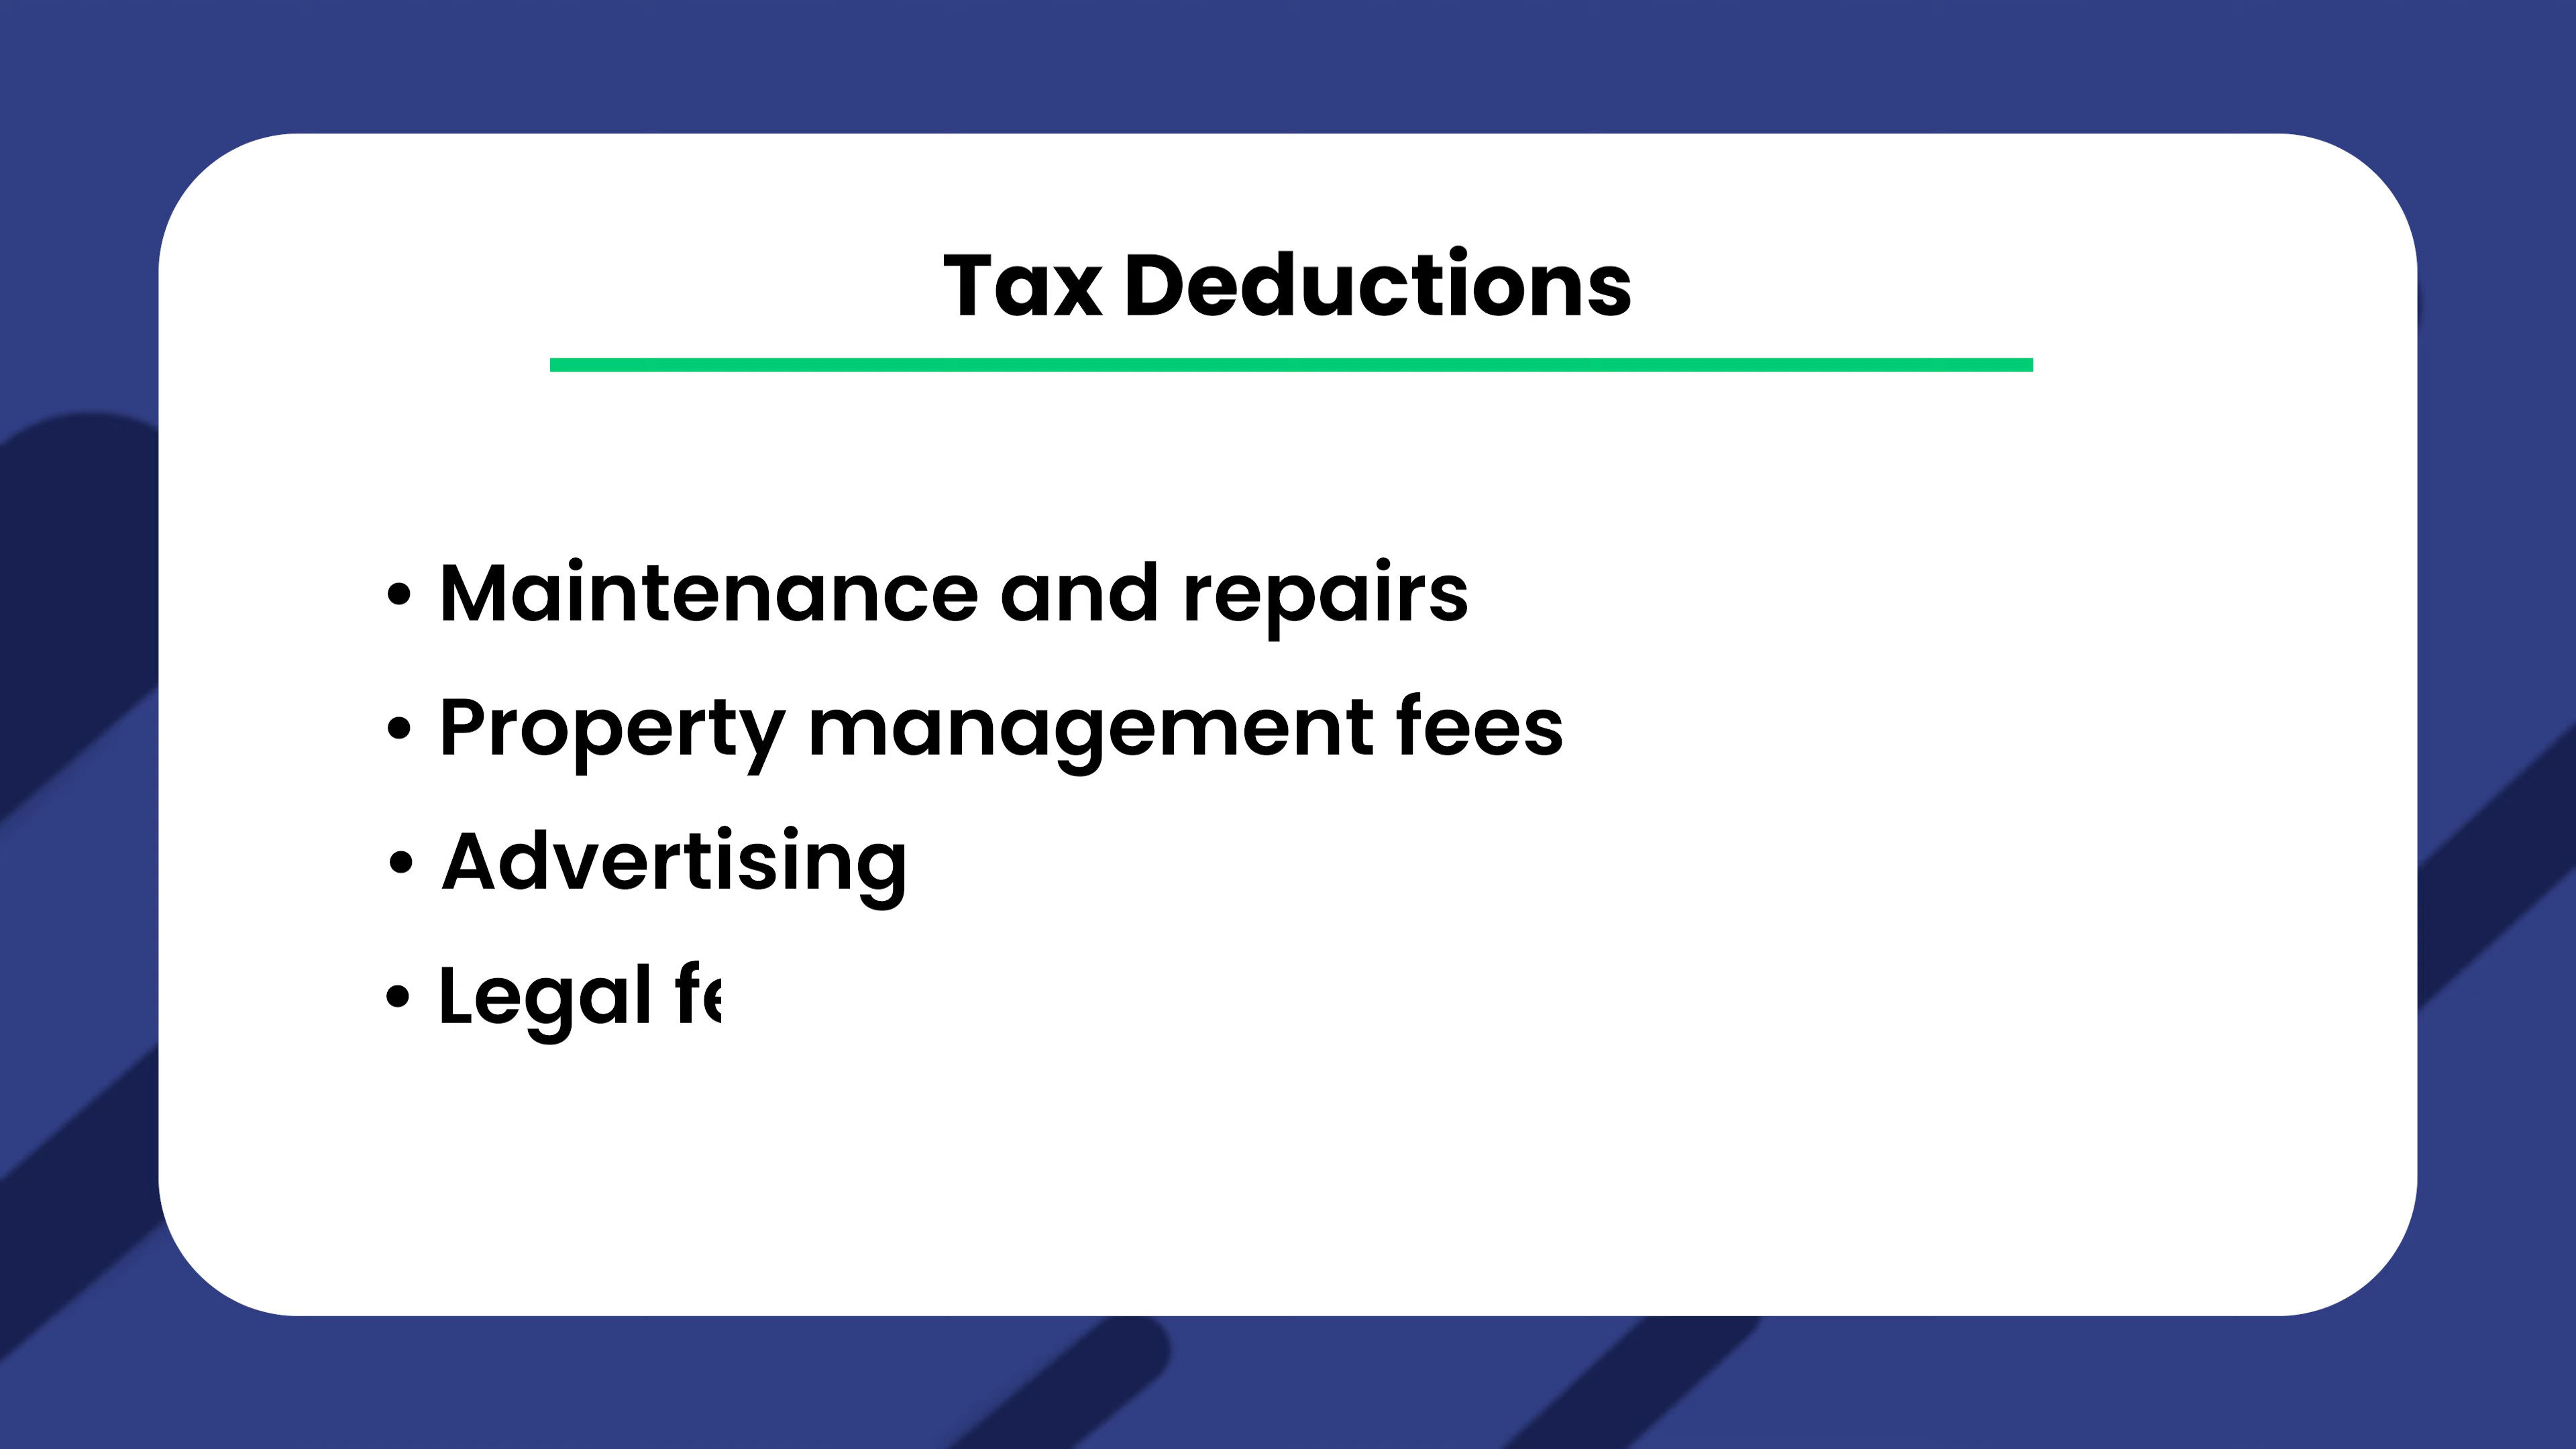 Tax Deductions
• Maintenance and repairs
• Property management fees
• Advertising
• Legal